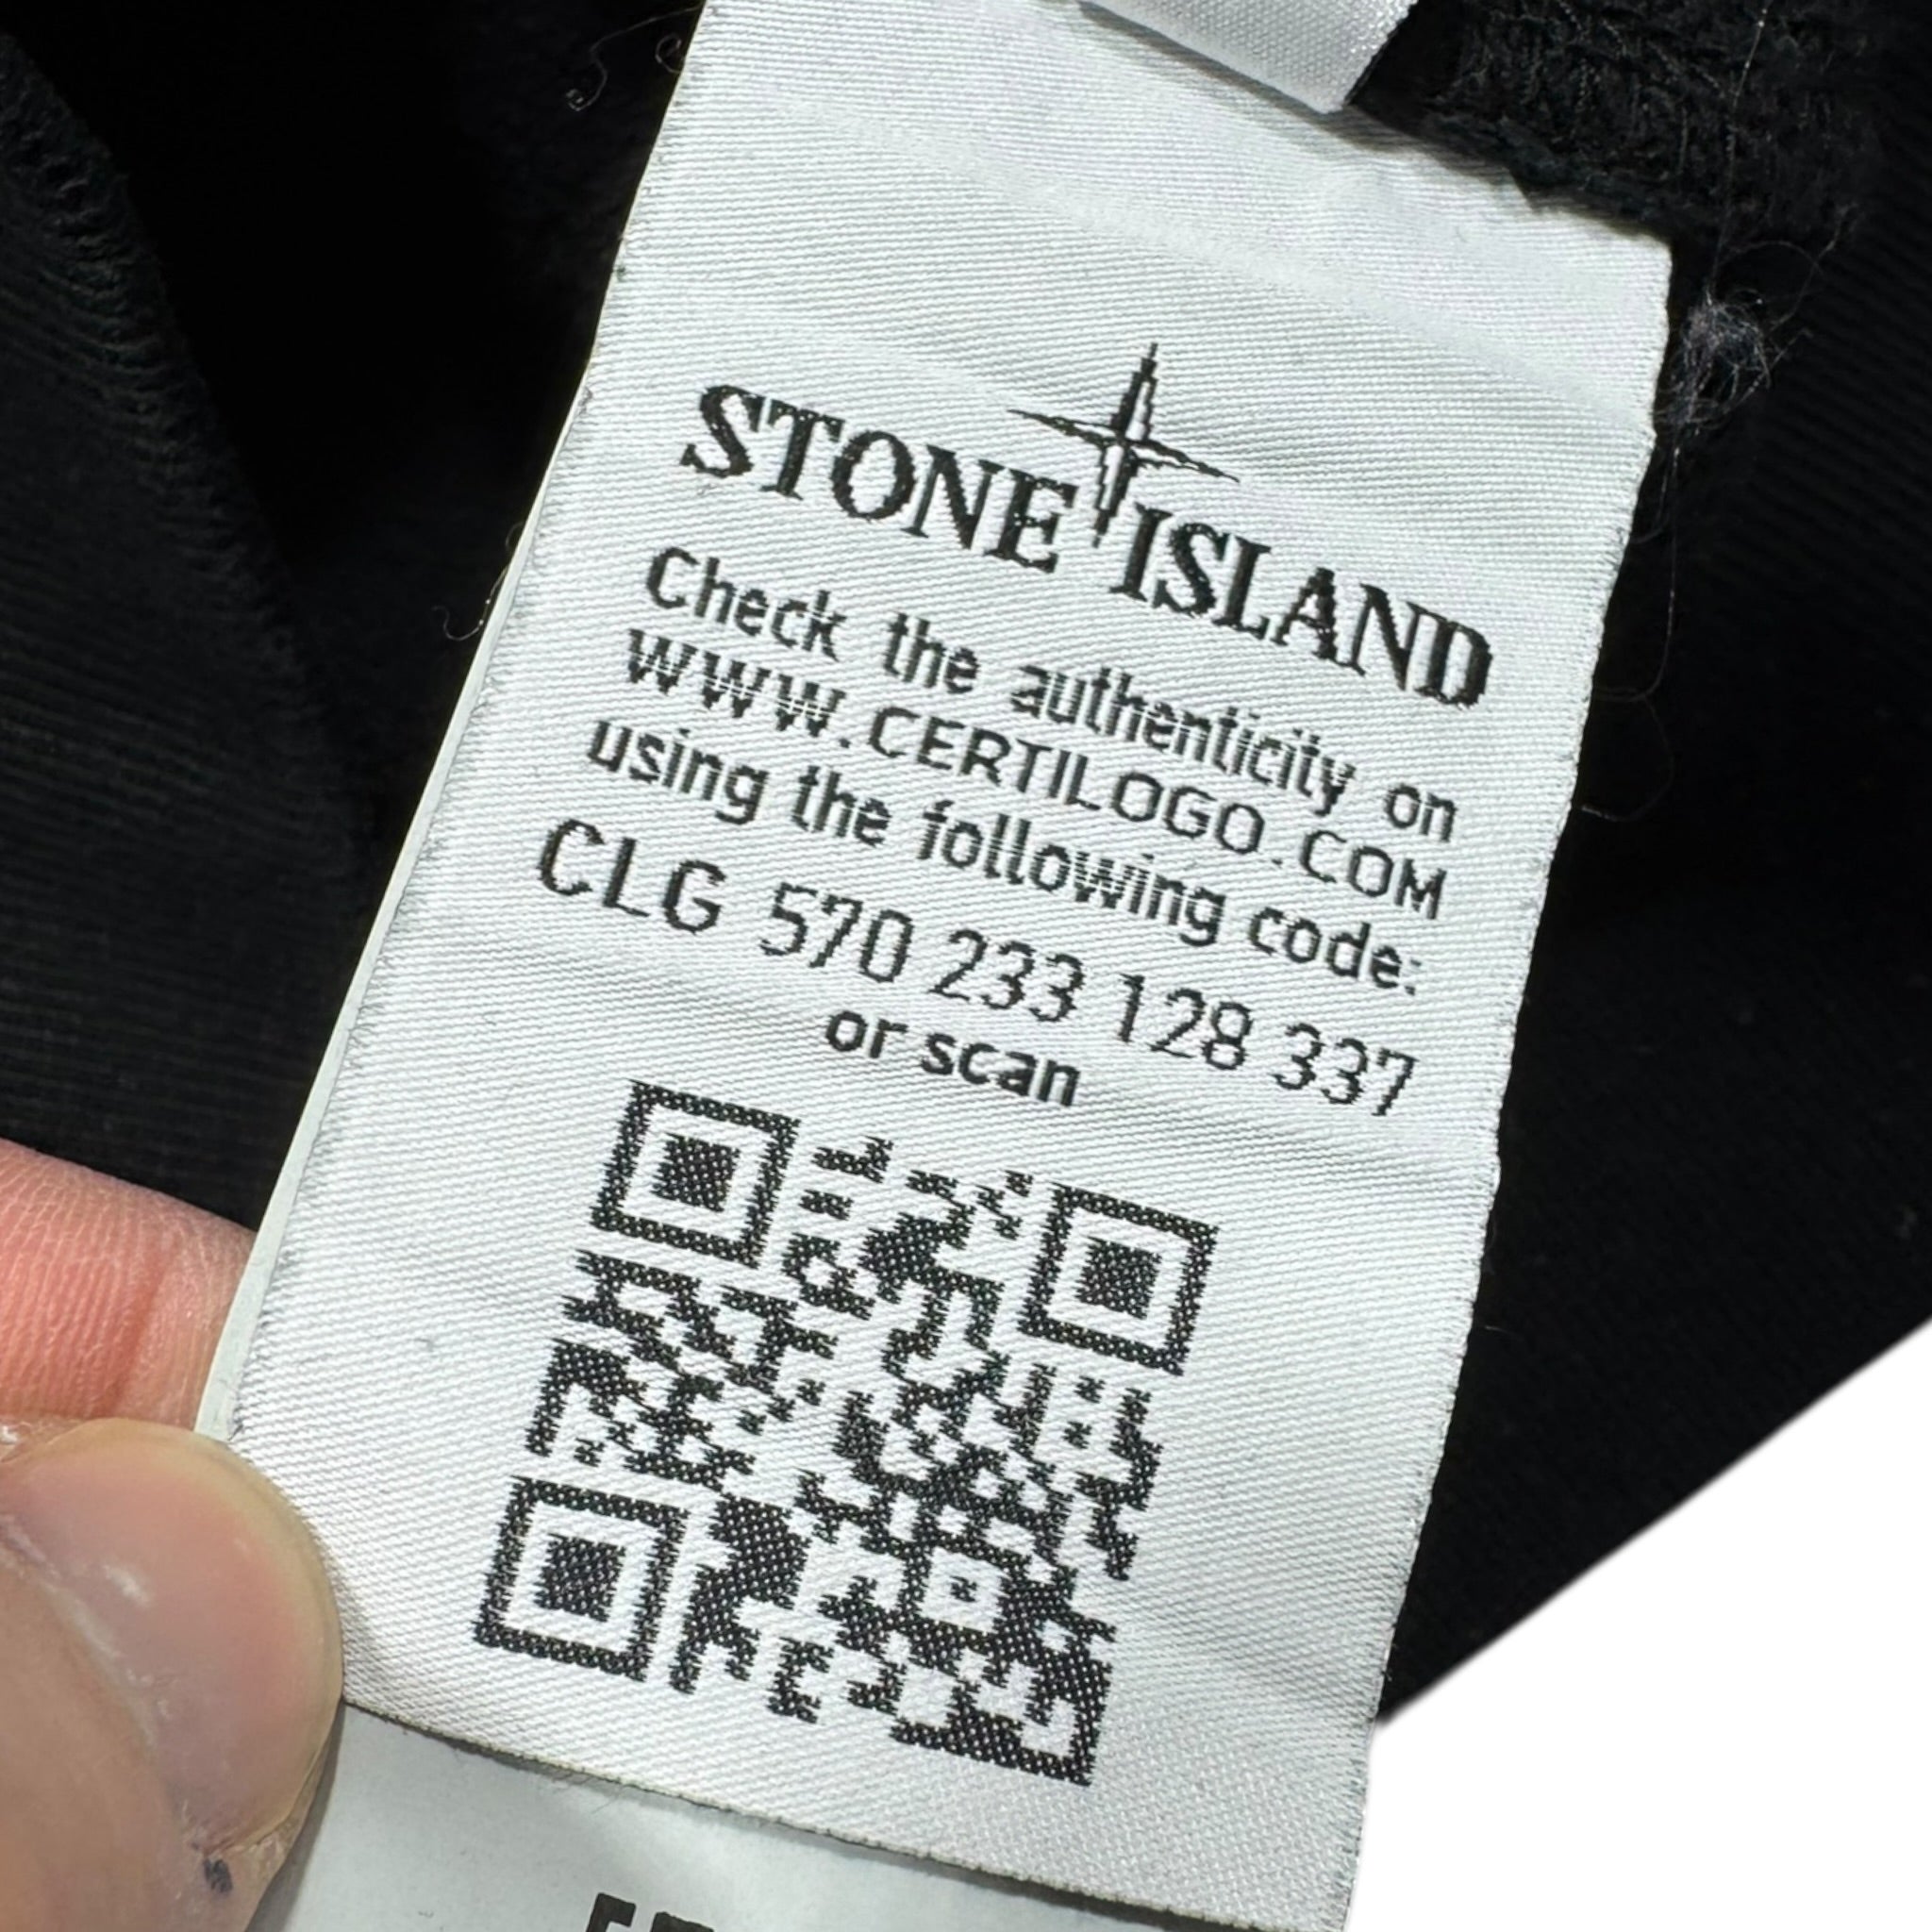 STONE ISLAND
Check the authenticity on
WWW.CERTILOGO.COM
using the following code:
CLG 570 233 128 337
or scan